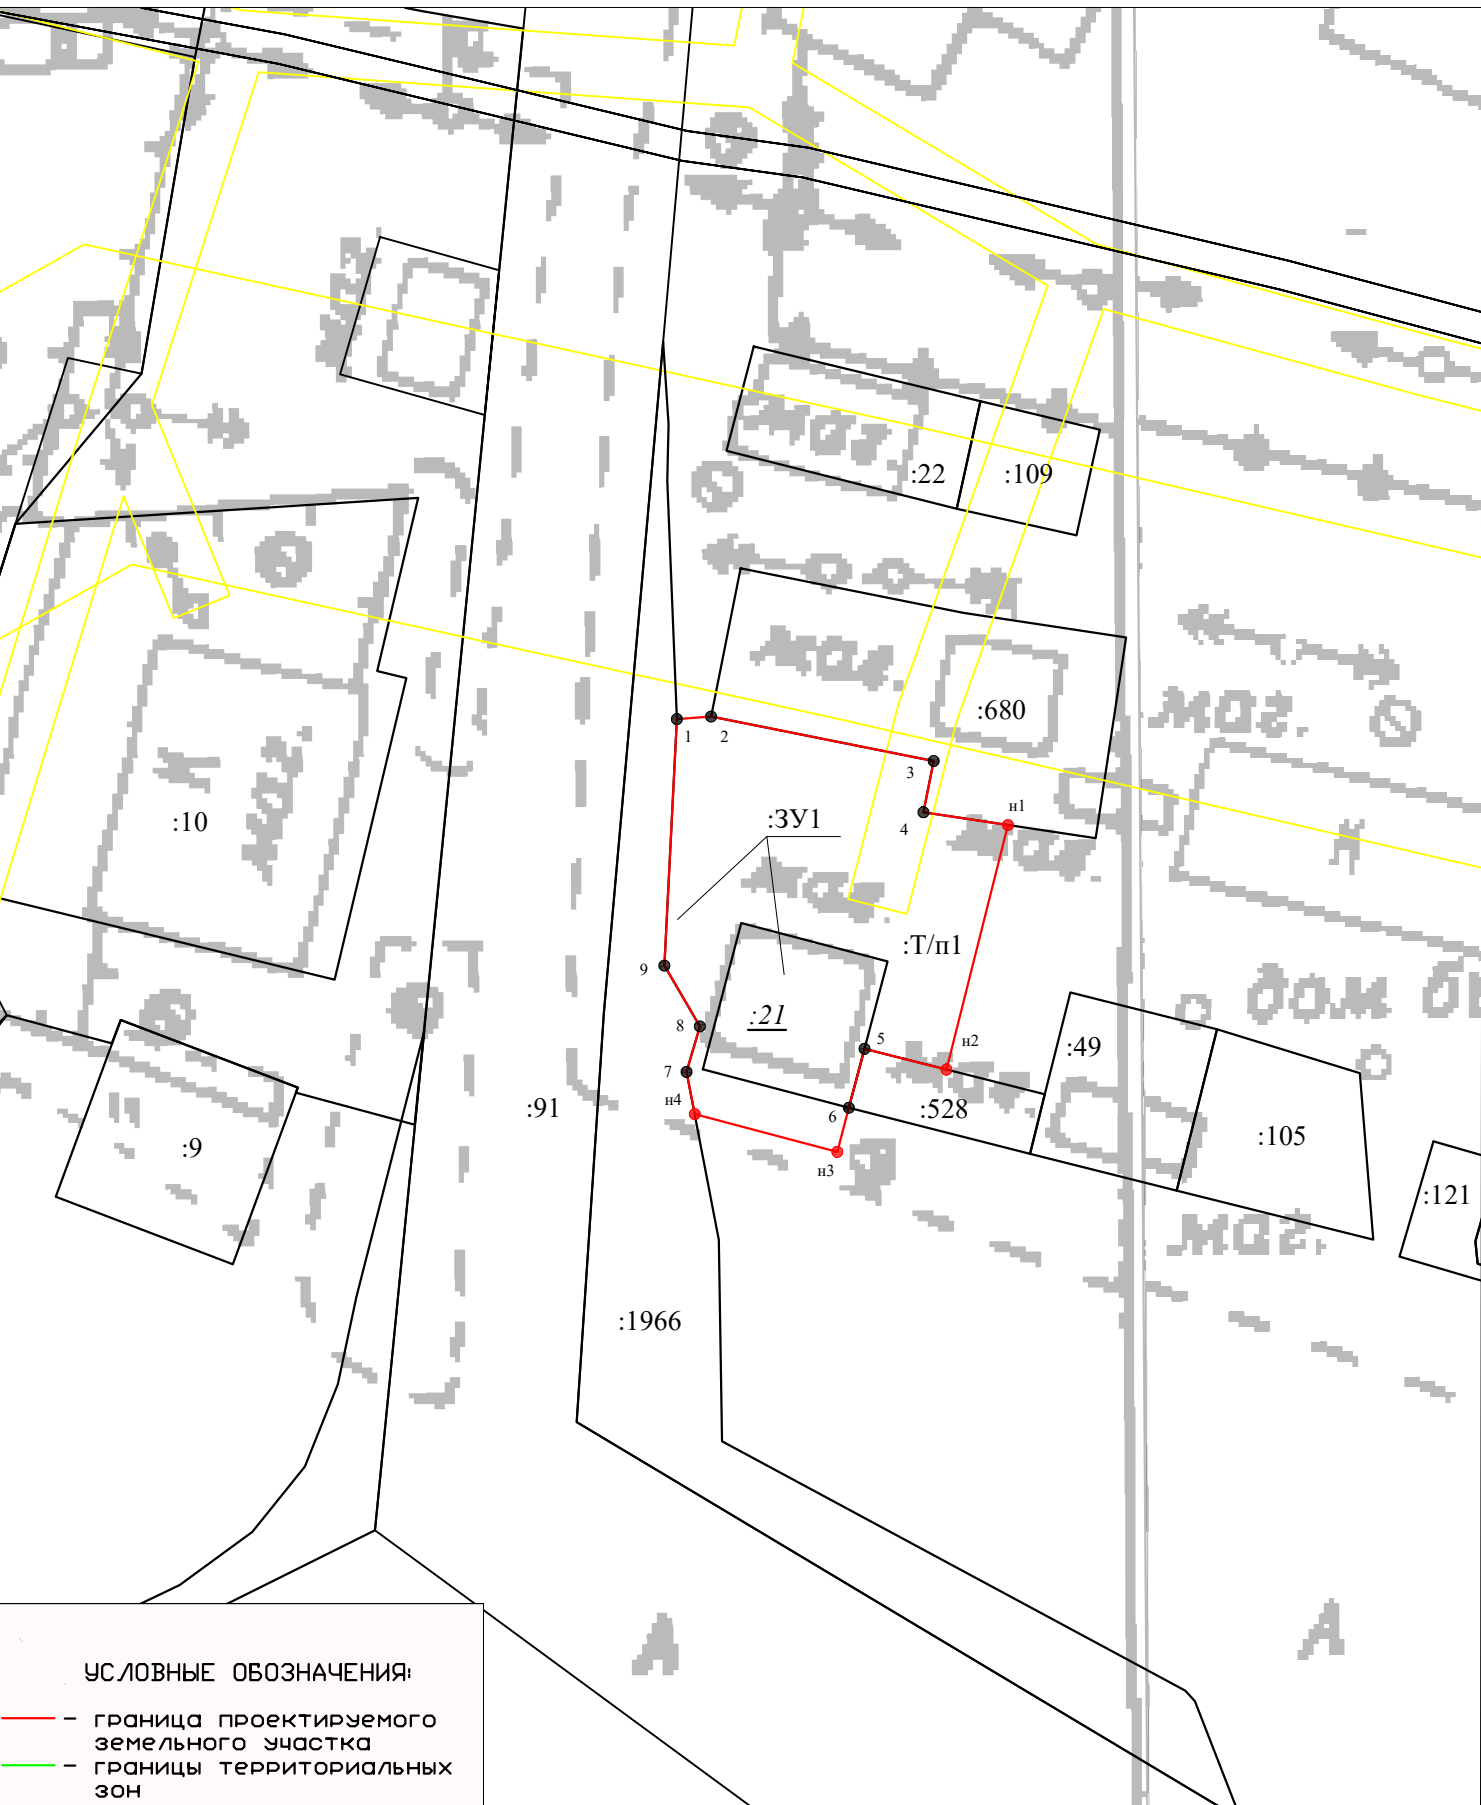 :22
:109
:680
1
2
3
4
н1
:ЗУ1
:10
:Т/п1
9
8
:21
5
н2
:49
7
н4
6
:528
:91
:105
:9
н3
:121
:1966
А
А
УСЛОВНЫЕ ОБОЗНАЧЕНИЯ:
– граница проектируемого
земельного участка
– границы территориальных
зон